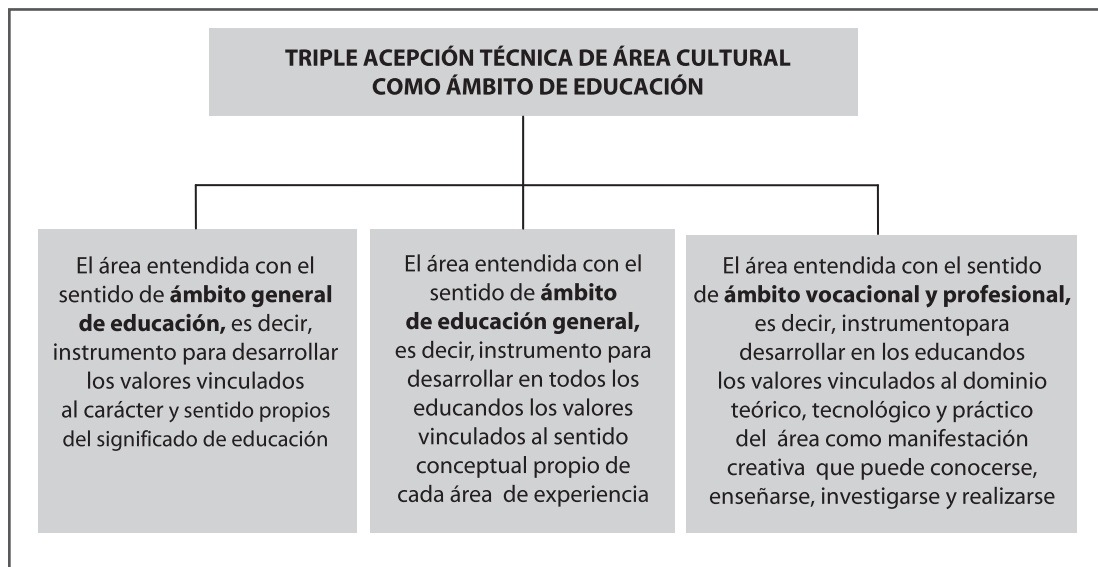 TRIPLE ACEPCIÓN TÉCNICA DE ÁREA CULTURAL
COMO ÁMBITO DE EDUCACIÓN
El área entendida con el
sentido de ámbito general
de educación, es decir,
instrumento para desarrollar
los valores vinculados
al carácter y sentido propios
del significado de educación
El área entendida con el
sentido de ámbito
de educación general,
es decir, instrumento para
desarrollar en todos los
educandos los valores
vinculados al sentido
conceptual propio de
cada área de experiencia
El área entendida con el sentido
de ámbito vocacional y profesional,
es decir, instrumentopara
desarrollar en los educandos
los valores vinculados al dominio
teórico, tecnológico y práctico
del área como manifestación
creativa que puede conocerse,
enseñarse, investigarse y realizarse